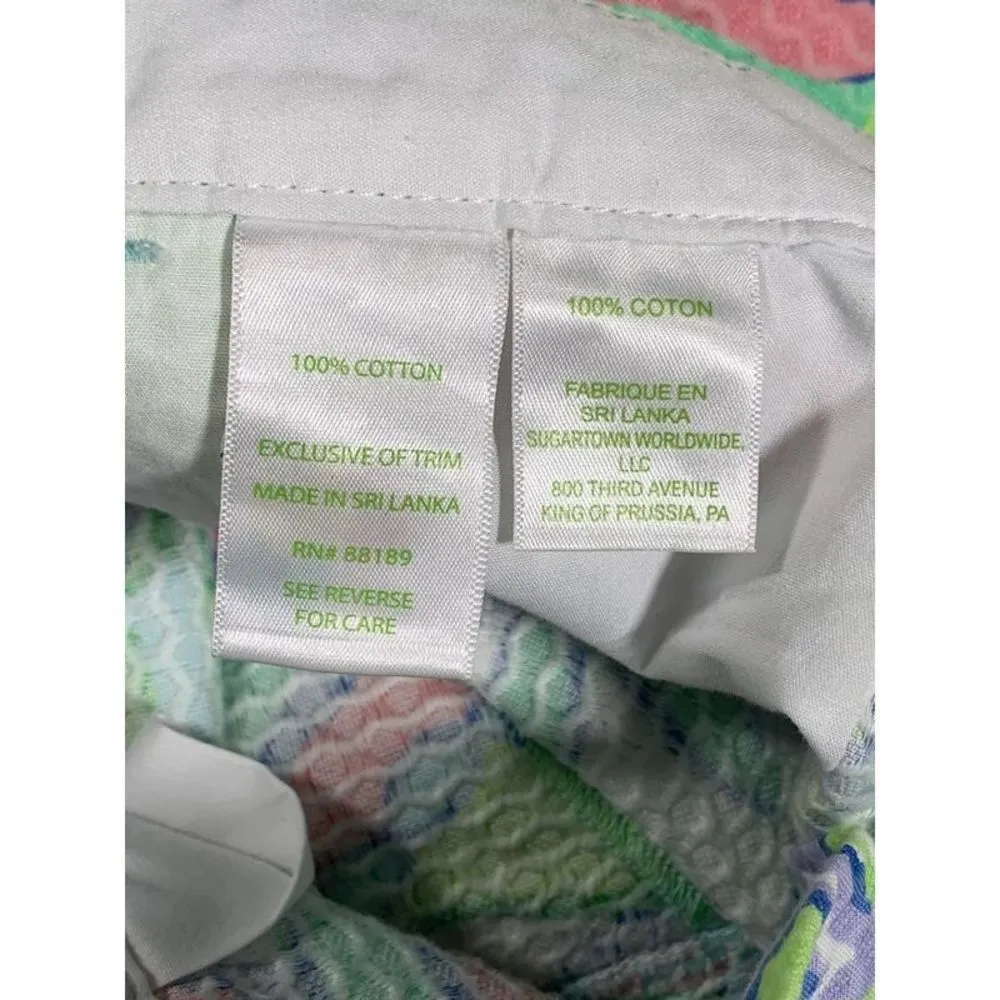 100% COTTON
EXCLUSIVE OF TRIM
MADE IN SRI LANKA
RN# 88189
SEE REVERSE
FOR CARE
100% COTON
FABRIQUE EN
SRI LANKA
SUGARTOWN WORLDWIDE,
LLC
800 THIRD AVENUE
KING OF PRUSSIA, PA